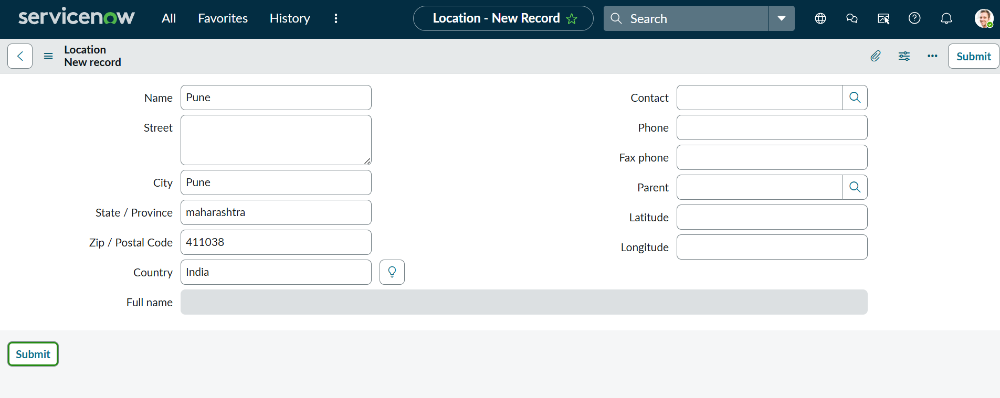 servicenow All Favorites History Location - New Record Search
Location
New record
Submit
Name Pune
Street
City Pune
State / Province maharashtra
Zip / Postal Code 411038
Country India
Full name
Contact
Phone
Fax phone
Parent
Latitude
Longitude
Submit